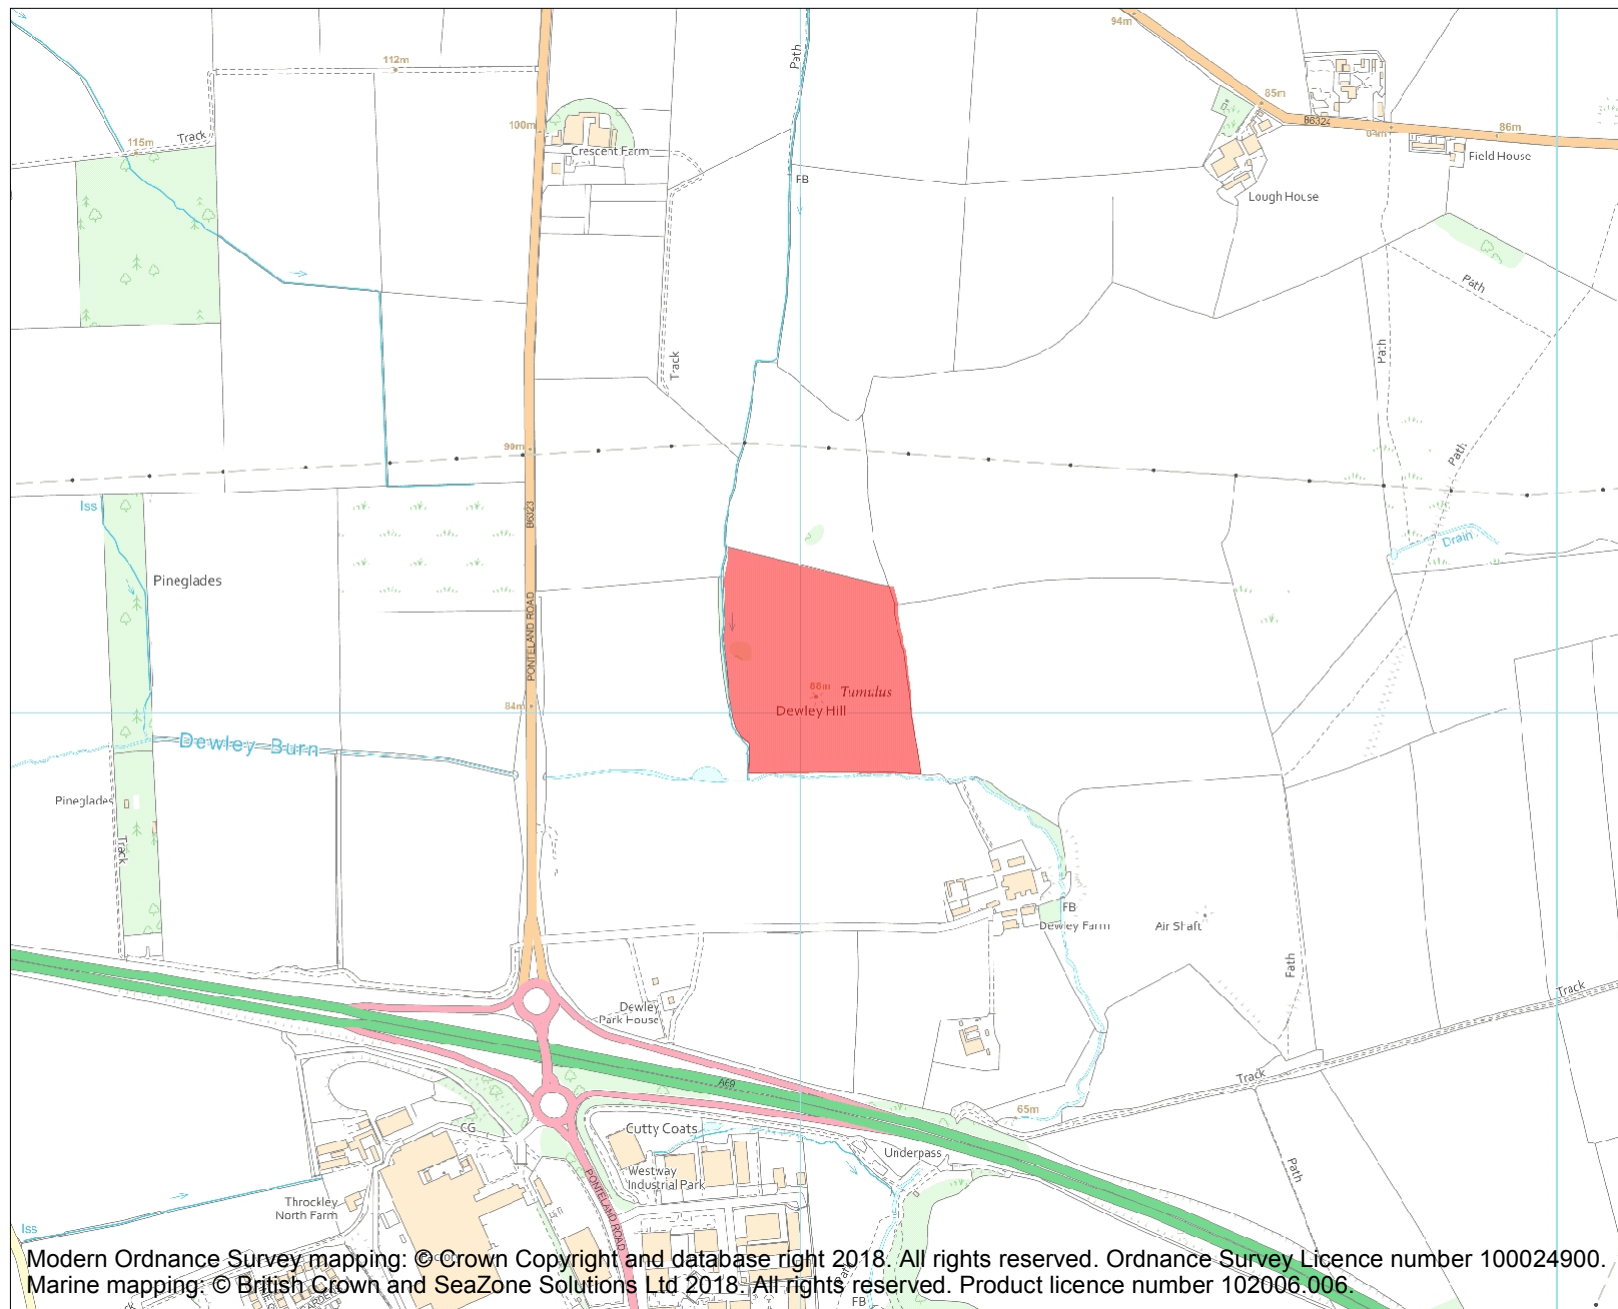 94m
Path
112m
85m
B6324
84m
86m
100m
Track
115m
Crescent Farm
Field House
FB
Lough House
Path
Track
Path
99m
Path
Iss
B6323
Drain
Pineglades
PONTELAND ROAD
88m
Tumulus
84m
Dewley Hill
Dewley Burn
Pineglades
Track
FB
Dewley Farm
Air Shaft
Path
Track
Dewley
Park House
Track
A69
65m
CG
Cutty Coats
Underpass
Westway
Industrial Park
Path
PONTELAND ROAD
Throckley
North Farm
Iss
Factory
Modern Ordnance Survey mapping: © Crown Copyright and database right 2018. All rights reserved. Ordnance Survey Licence number 100024900.
Marine mapping: © British Crown and SeaZone Solutions Ltd 2018. All rights reserved. Product licence number 102006.006.
Path
FB